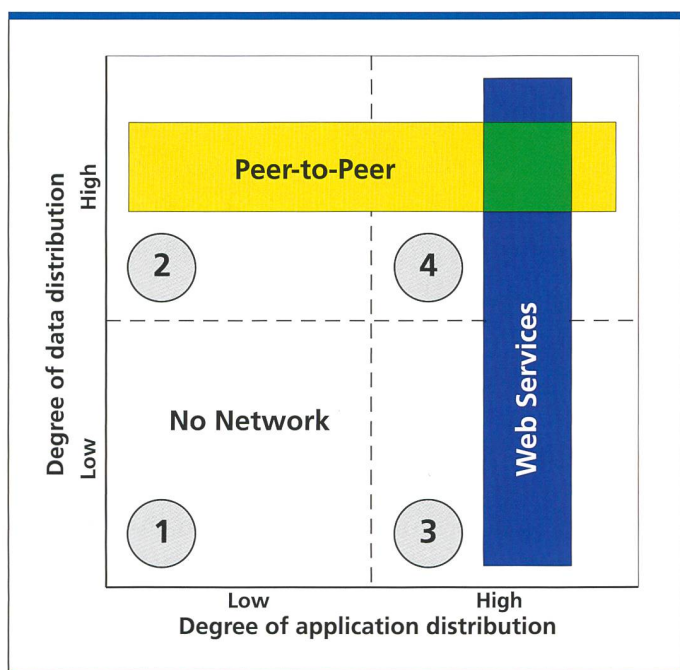 High
Degree of data distribution
Low
Peer-to-Peer
2
4
No Network
Web Services
1
3
Low
High
Degree of application distribution